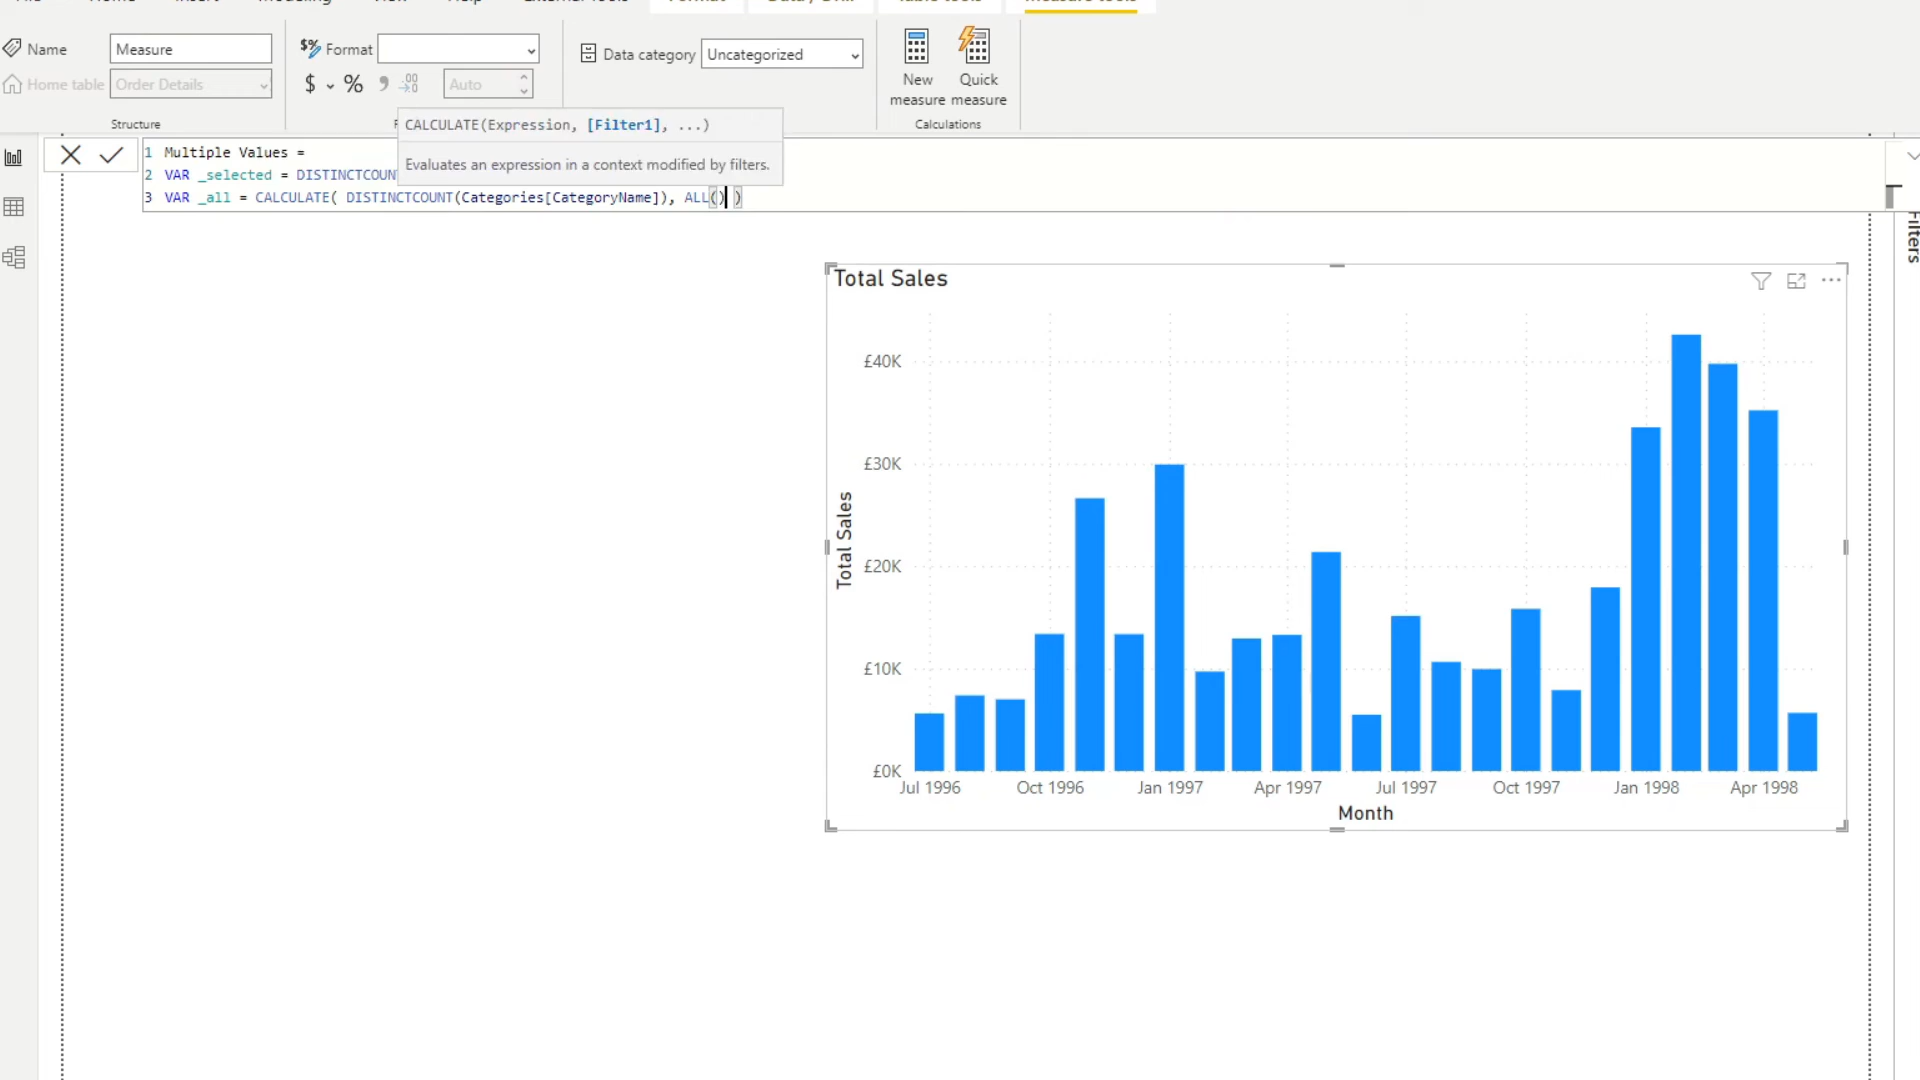 Name
Measure
Home table
Order Details
Structure
Format
$ %
Auto
Data category
Uncategorized
New
measure
Quick
measure
Calculations
CALCULATE(Expression, [Filter1], ...)
Evaluates an expression in a context modified by filters.
1 Multiple Values =
2 VAR _selected = DISTINCTCOUN
3 VAR _all = CALCULATE( DISTINCTCOUNT(Categories[CategoryName]), ALL() )
Filters
Total Sales
Total Sales
£40K
£30K
£20K
£10K
£0K
Jul 1996
Oct 1996
Jan 1997
Apr 1997
Jul 1997
Oct 1997
Jan 1998
Apr 1998
Month